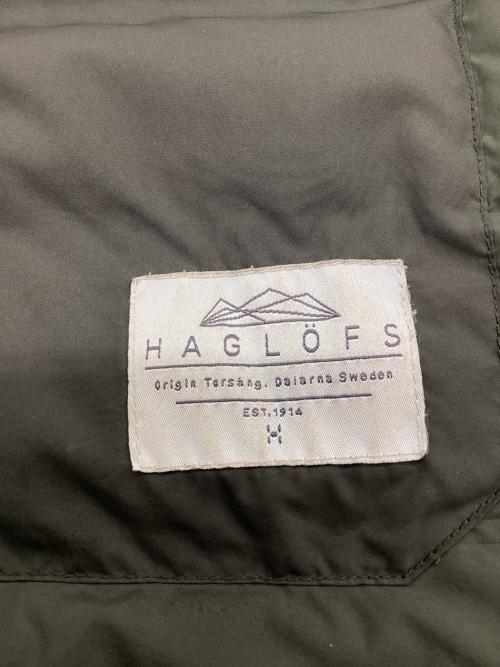 HAGLÖFS
Origin Torsång, Dalarna Sweden
EST.1914
H